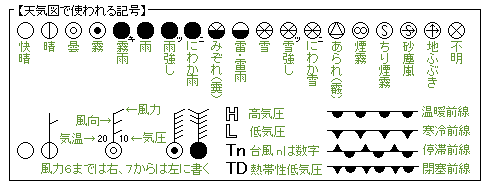 【天気図で使われる記号】
快晴
晴
曇
霧
霧雨
キ
雨
雨強し
ツ
にわか雨
ニ
みぞれ(霙)
雷・雷雨
雪
雪強し
ツ
にわか雪
ニ
あられ(霰)
煙霧
ちり煙霧
砂塵嵐
地ふぶき
不明
←風力
風向→
気温→20 10←気圧
風力6までは右、7からは左に書く
H 高気圧
L 低気圧
Tn 台風nは数字
TD 熱帯性低気圧
温暖前線
寒冷前線
停滞前線
閉塞前線